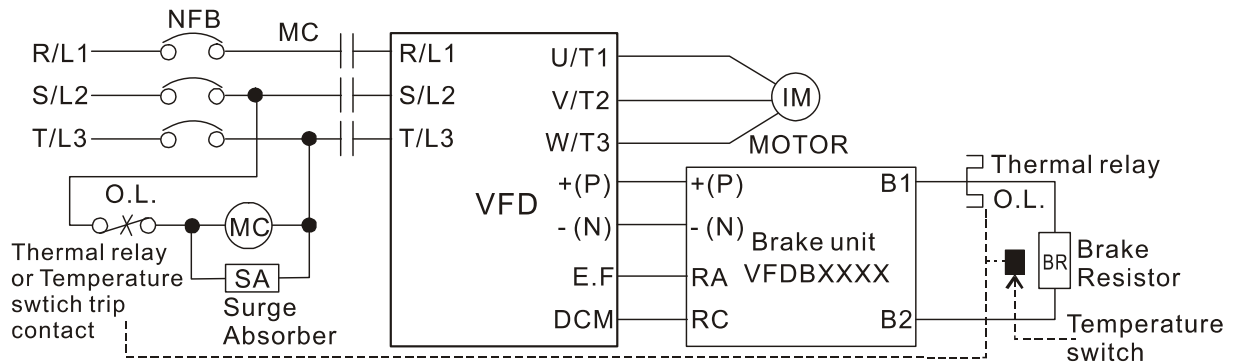 NFB
MC
R/L1
R/L1
U/T1
S/L2
S/L2
V/T2
IM
T/L3
T/L3
W/T3
MOTOR
O.L.
MC
SA
Surge
Absorber
Thermal relay
or Temperature
swtich trip
contact
VFD
+(P)
- (N)
E.F
DCM
+(P)
- (N)
RA
RC
Brake unit
VFDBXXXX
B1
B2
Thermal relay
O.L.
BR
Brake
Resistor
Temperature
switch